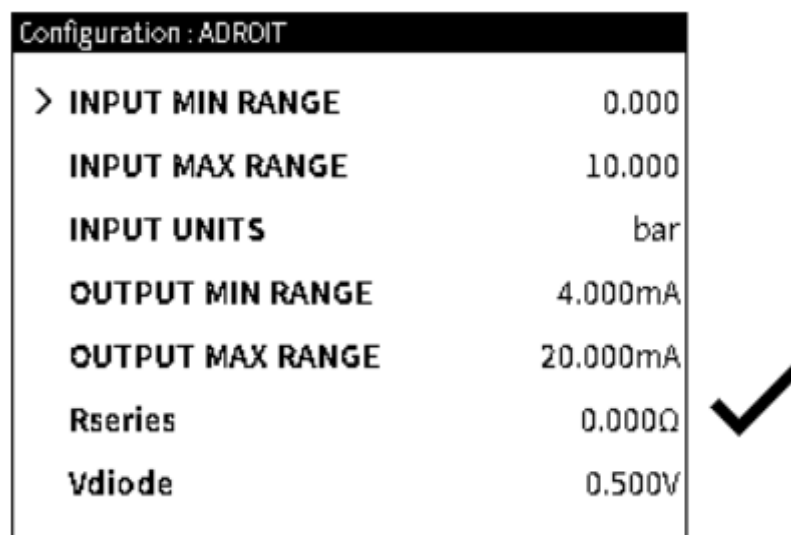 Configuration : ADROIT
> INPUT MIN RANGE 0.000
INPUT MAX RANGE 10.000
INPUT UNITS bar
OUTPUT MIN RANGE 4.000mA
OUTPUT MAX RANGE 20.000mA
Rseries 0.000Ω
Vdiode 0.500V